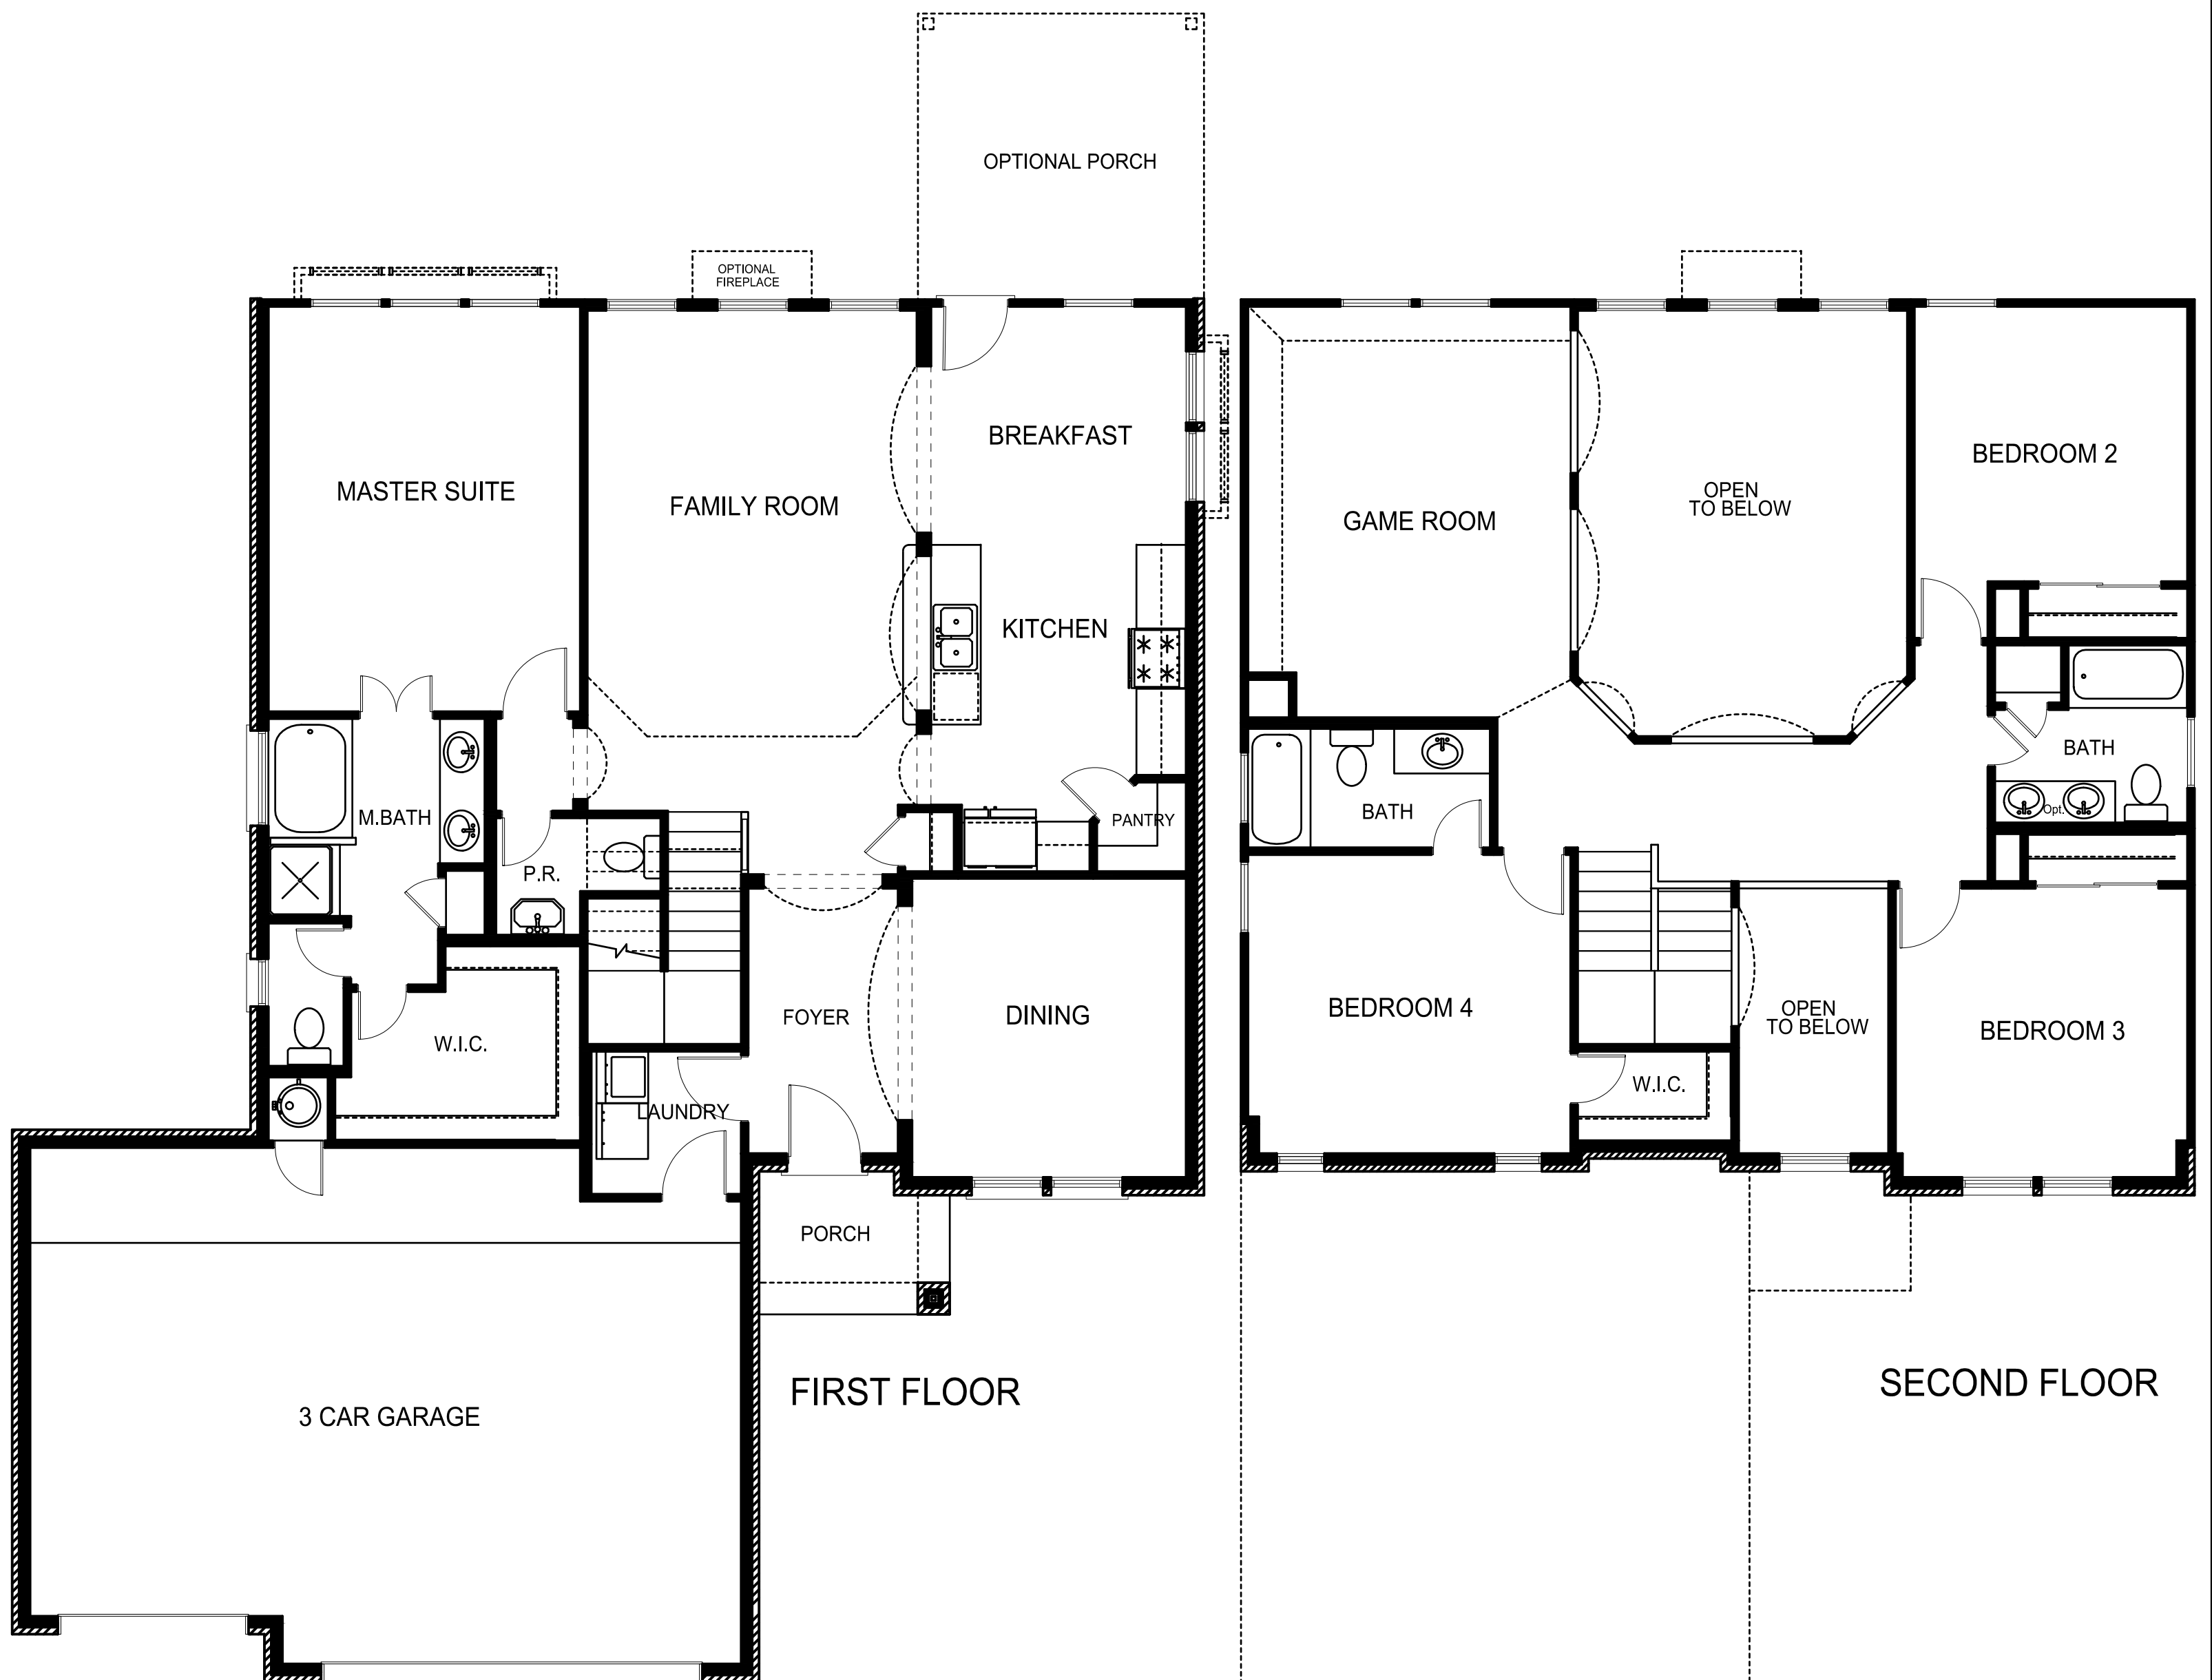 OPTIONAL PORCH
OPTIONAL
FIREPLACE
MASTER SUITE
FAMILY ROOM
BREAKFAST
KITCHEN
M.BATH
P.R.
PANTRY
W.I.C.
FOYER
DINING
LAUNDRY
PORCH
3 CAR GARAGE
FIRST FLOOR
GAME ROOM
OPEN
TO BELOW
BEDROOM 2
BATH
BATH
Opt.
BEDROOM 4
OPEN
TO BELOW
BEDROOM 3
W.I.C.
SECOND FLOOR